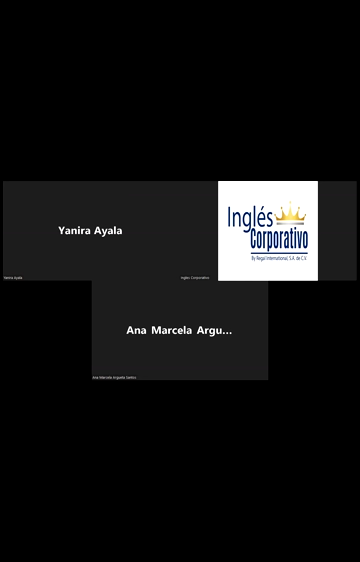 Yanira Ayala
Inglés
Corporativo
By Regal International, S.A. de C.V
Yanira Ayala
Inglés Corporativo
Ana Marcela Argu...
Ana Marcela Argueta Santos